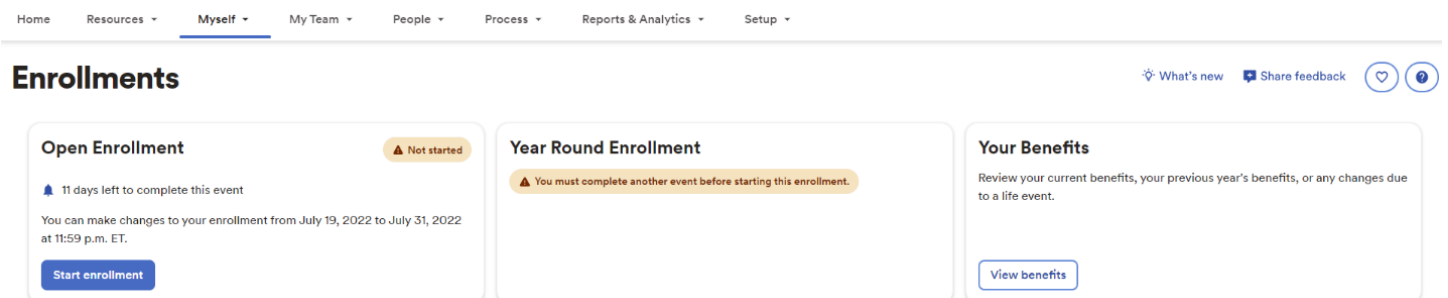 Home Resources Myself My Team People Process Reports & Analytics Setup
Enrollments
What's new Share feedback
Open Enrollment
Not started
11 days left to complete this event
You can make changes to your enrollment from July 19, 2022 to July 31, 2022
at 11:59 p.m. ET.
Start enrollment
Year Round Enrollment
You must complete another event before starting this enrollment.
Your Benefits
Review your current benefits, your previous year's benefits, or any changes due
to a life event.
View benefits